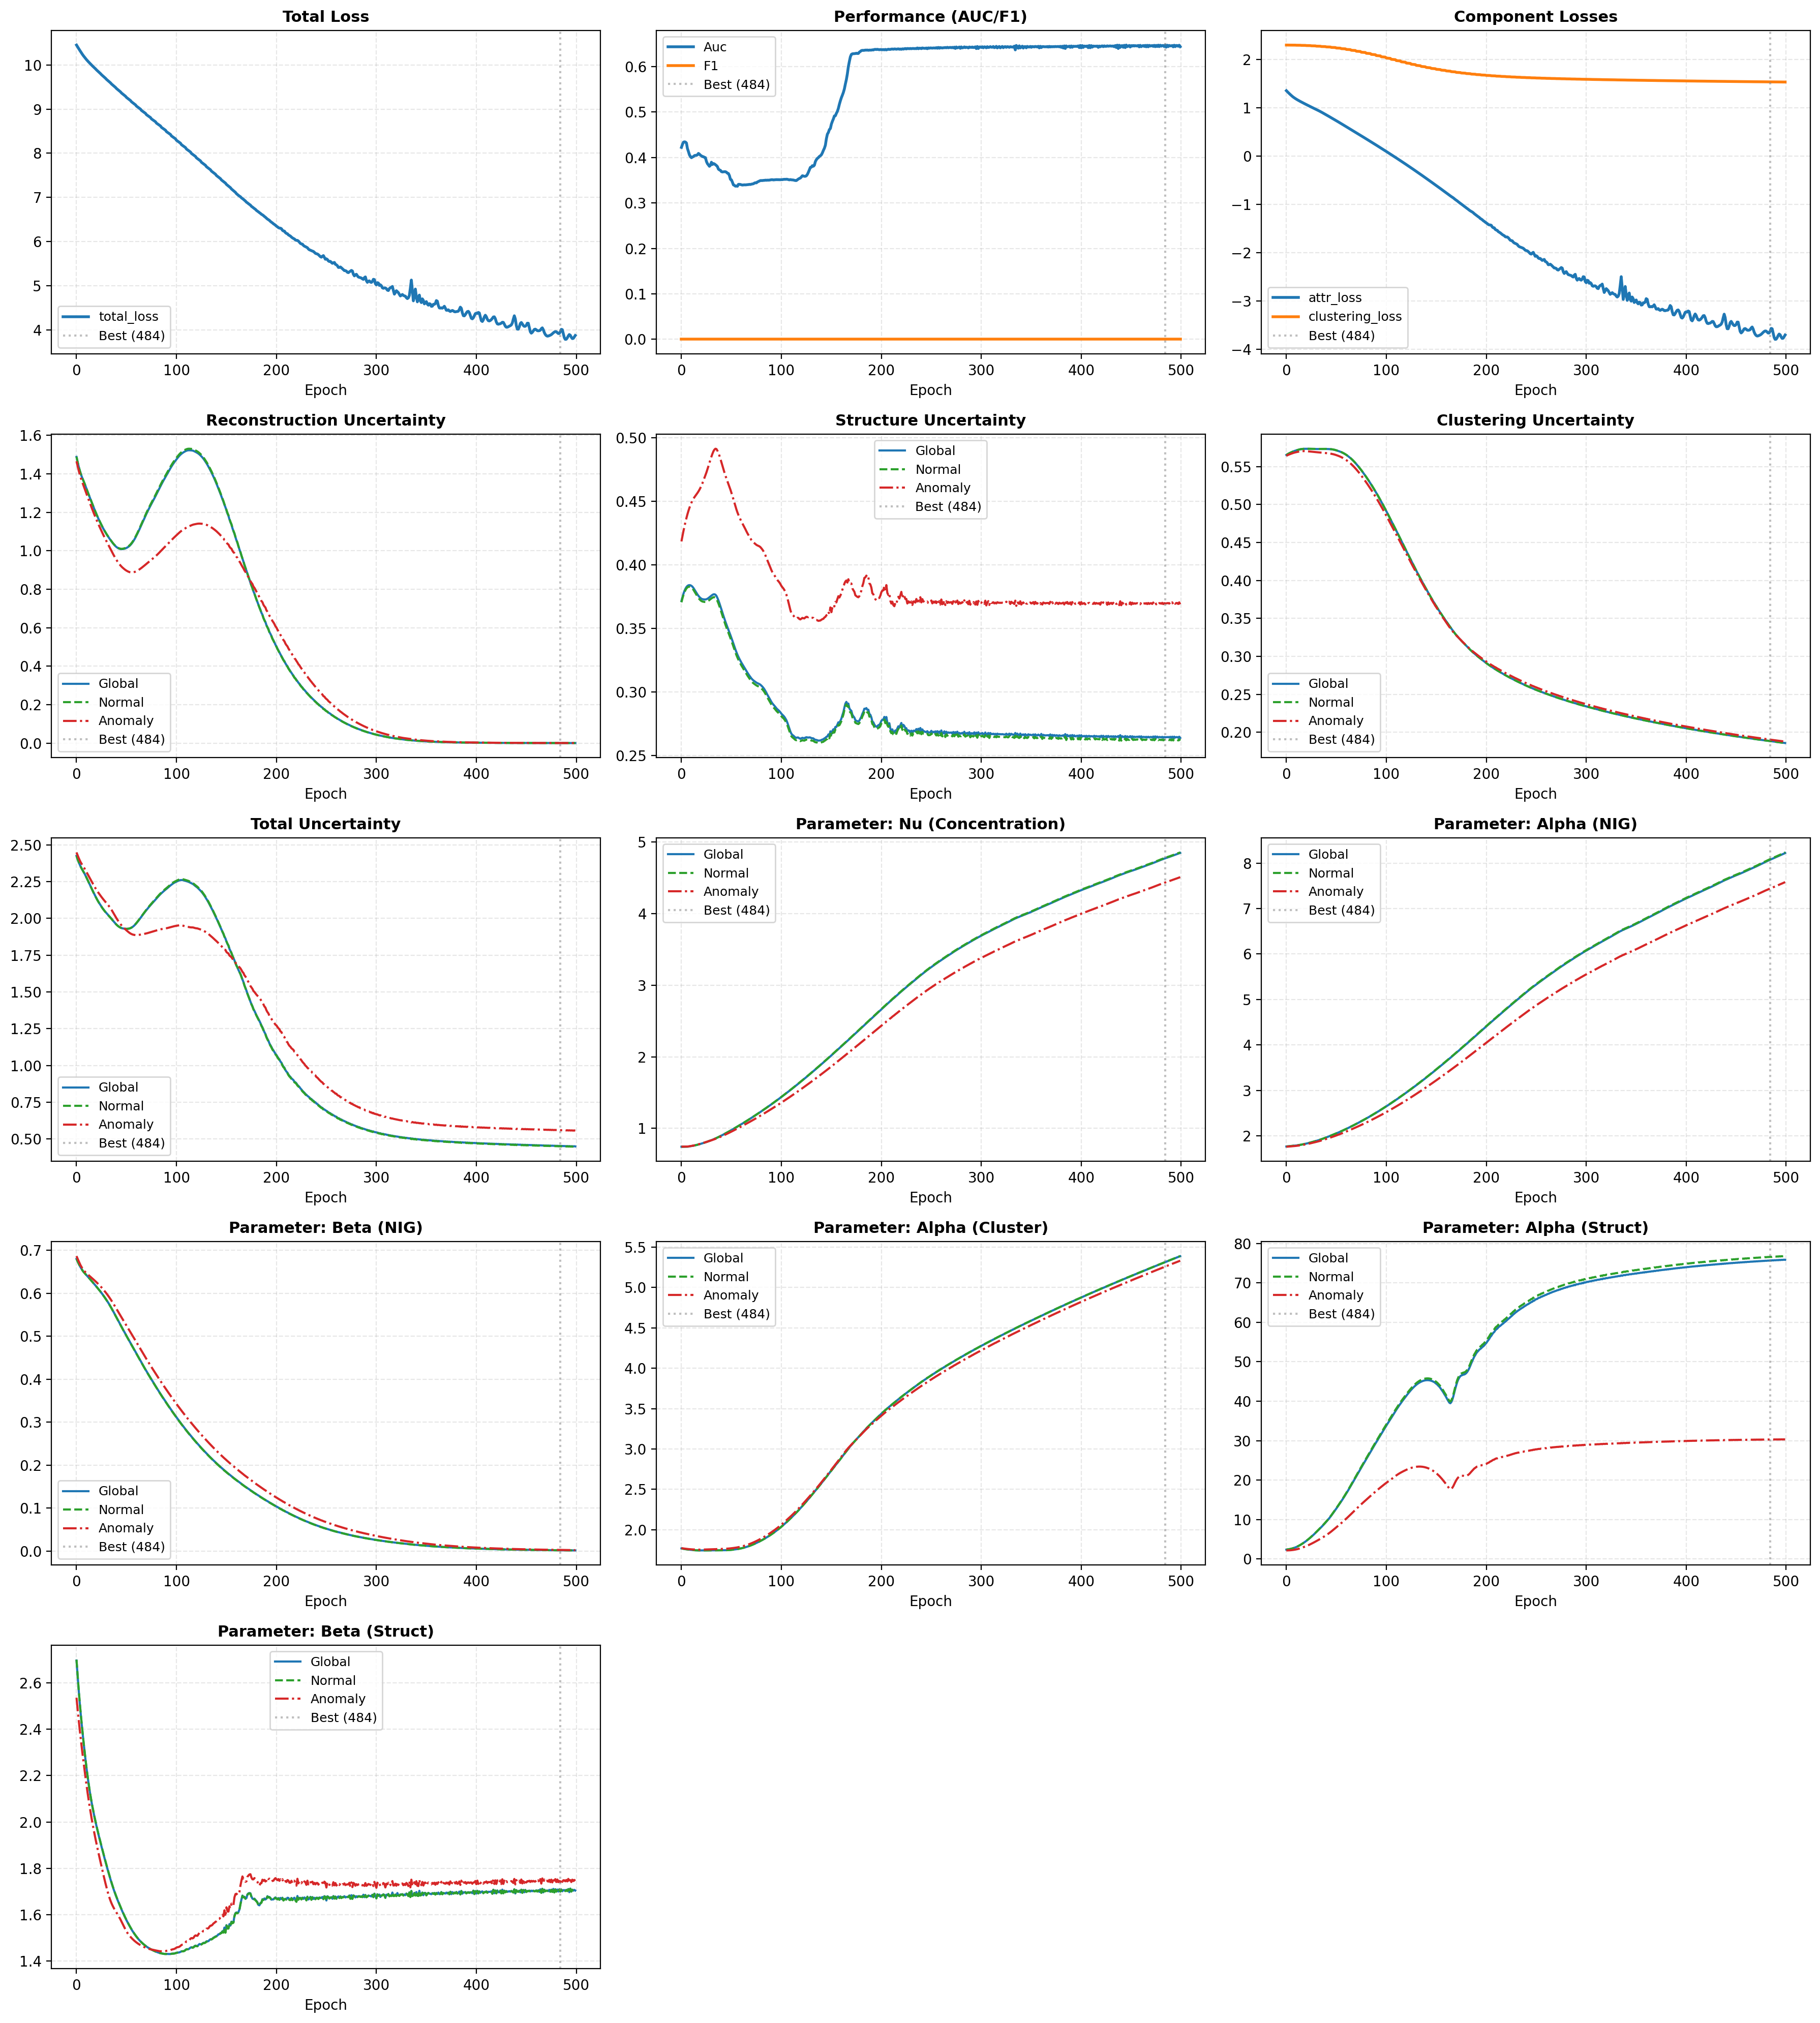 Total Loss
10
9
8
7
6
5
4
total_loss
Best (484)
0 100 200 300 400 500
Epoch
Performance (AUC/F1)
0.6
0.5
0.4
0.3
0.2
0.1
0.0
Auc
F1
Best (484)
0 100 200 300 400 500
Epoch
Component Losses
2
1
0
−1
−2
−3
−4
attr_loss
clustering_loss
Best (484)
0 100 200 300 400 500
Epoch
Reconstruction Uncertainty
1.6
1.4
1.2
1.0
0.8
0.6
0.4
0.2
0.0
Global
Normal
Anomaly
Best (484)
0 100 200 300 400 500
Epoch
Structure Uncertainty
0.50
0.45
0.40
0.35
0.30
0.25
Global
Normal
Anomaly
Best (484)
0 100 200 300 400 500
Epoch
Clustering Uncertainty
0.55
0.50
0.45
0.40
0.35
0.30
0.25
0.20
Global
Normal
Anomaly
Best (484)
0 100 200 300 400 500
Epoch
Total Uncertainty
2.50
2.25
2.00
1.75
1.50
1.25
1.00
0.75
0.50
Global
Normal
Anomaly
Best (484)
0 100 200 300 400 500
Epoch
Parameter: Nu (Concentration)
5
4
3
2
1
Global
Normal
Anomaly
Best (484)
0 100 200 300 400 500
Epoch
Parameter: Alpha (NIG)
8
7
6
5
4
3
2
Global
Normal
Anomaly
Best (484)
0 100 200 300 400 500
Epoch
Parameter: Beta (NIG)
0.7
0.6
0.5
0.4
0.3
0.2
0.1
0.0
Global
Normal
Anomaly
Best (484)
0 100 200 300 400 500
Epoch
Parameter: Alpha (Cluster)
5.5
5.0
4.5
4.0
3.5
3.0
2.5
2.0
Global
Normal
Anomaly
Best (484)
0 100 200 300 400 500
Epoch
Parameter: Alpha (Struct)
80
70
60
50
40
30
20
10
0
Global
Normal
Anomaly
Best (484)
0 100 200 300 400 500
Epoch
Parameter: Beta (Struct)
2.6
2.4
2.2
2.0
1.8
1.6
1.4
Global
Normal
Anomaly
Best (484)
0 100 200 300 400 500
Epoch